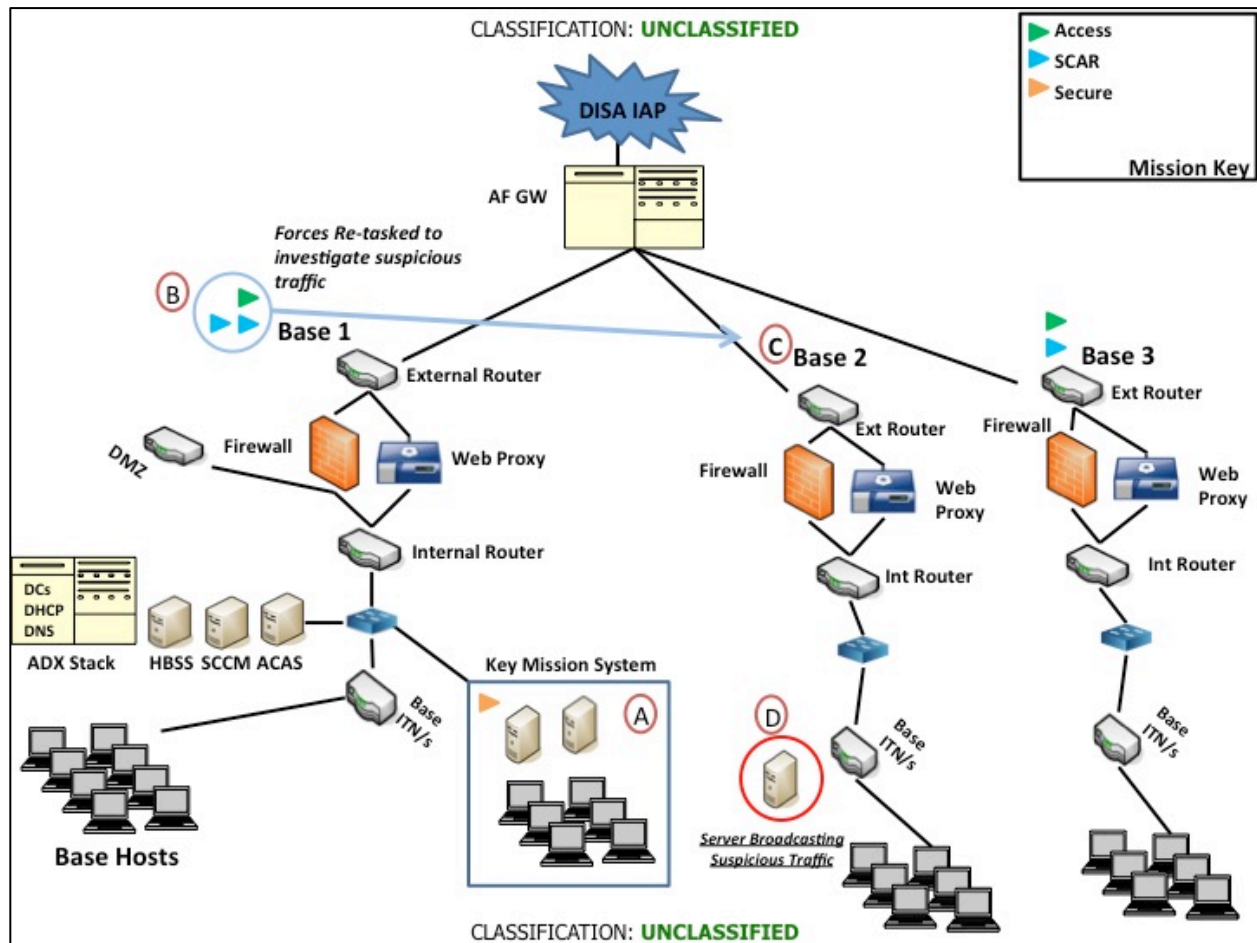 CLASSIFICATION: UNCLASSIFIED
Access
SCAR
Secure
Mission Key
DISA IAP
AF GW
Forces Re-tasked to
investigate suspicious
traffic
B
Base 1
C
Base 2
Base 3
External Router
Ext Router
Ext Router
DMZ
Firewall
Web Proxy
Firewall
Web
Proxy
Firewall
Web
Proxy
Internal Router
Int Router
Int Router
DCs
DHCP
DNS
ADX Stack
HBSS
SCCM
ACAS
Key Mission System
A
Base
ITN/s
Base Hosts
D
Base
ITN/s
Server Broadcasting
Suspicious Traffic
Base
ITN/s
CLASSIFICATION: UNCLASSIFIED